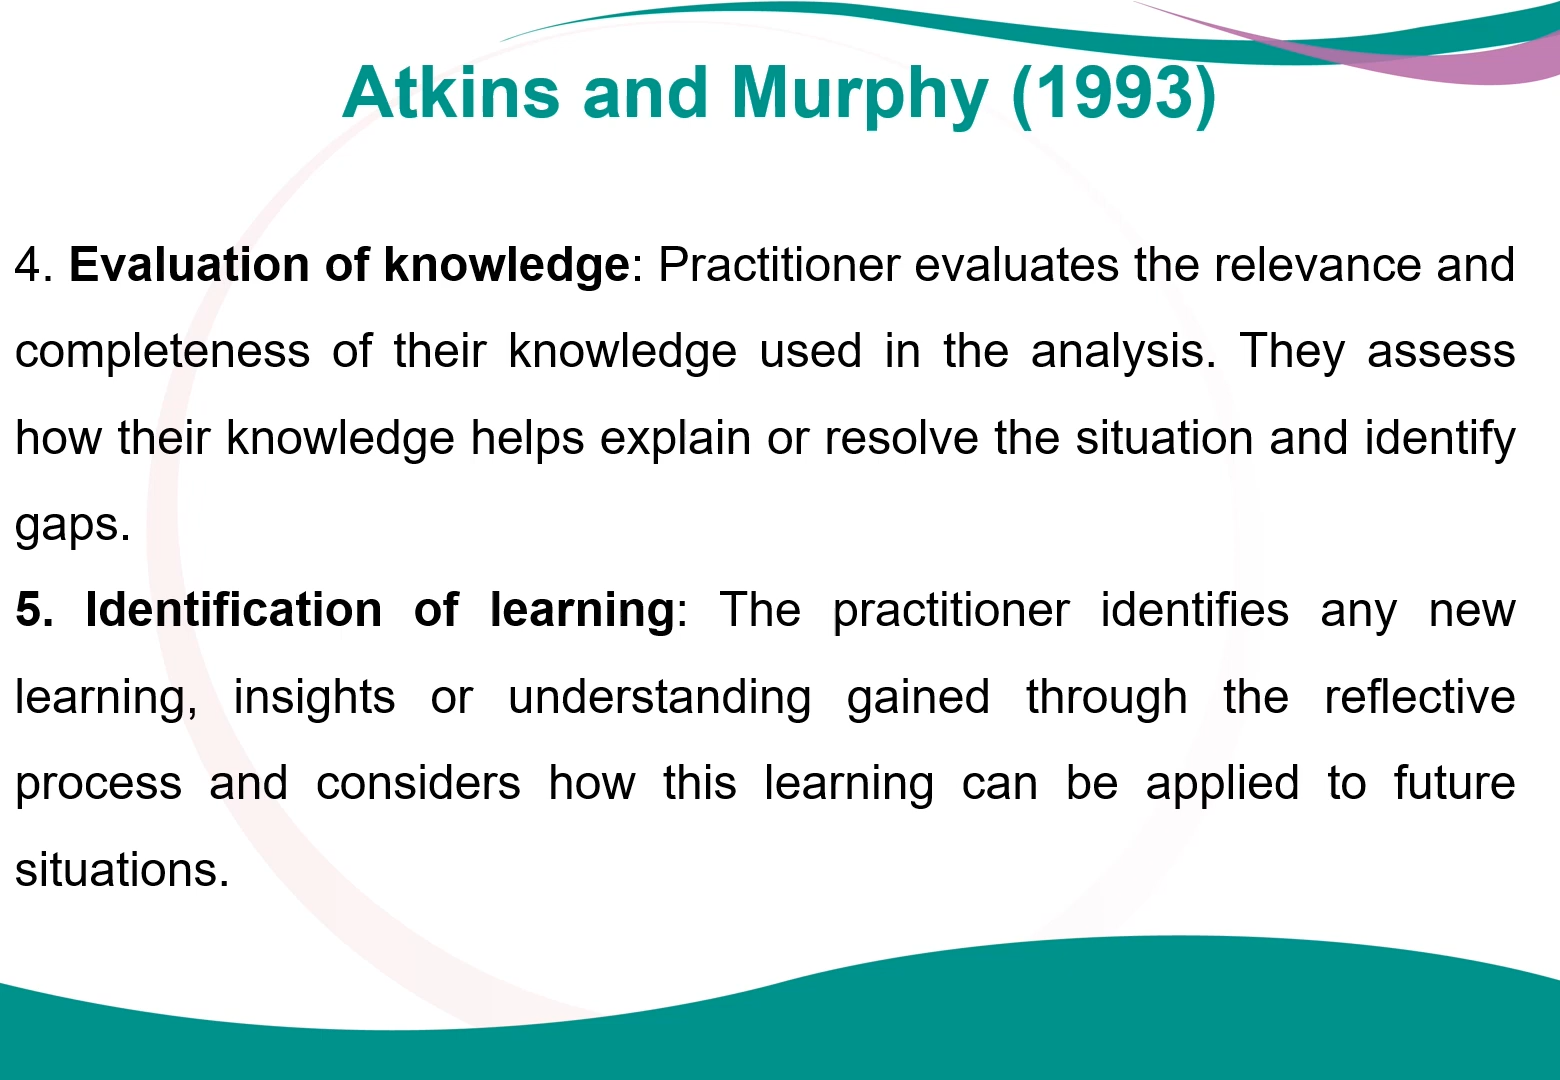 Atkins and Murphy (1993)
4. Evaluation of knowledge: Practitioner evaluates the relevance and
completeness of their knowledge used in the analysis. They assess
how their knowledge helps explain or resolve the situation and identify
gaps.
5. Identification of learning: The practitioner identifies any new
learning, insights or understanding gained through the reflective
process and considers how this learning can be applied to future
situations.